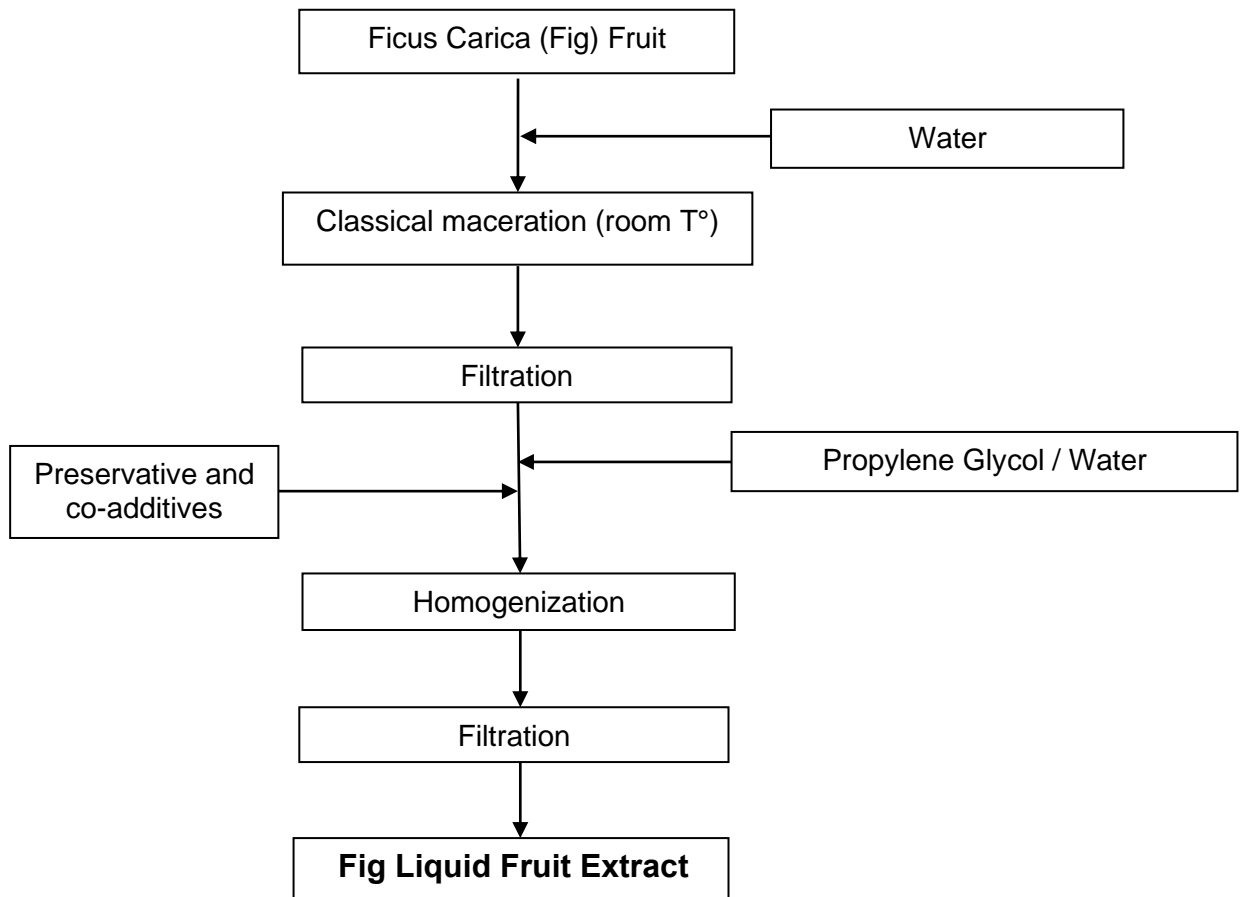 Ficus Carica (Fig) Fruit
Water
Classical maceration (room T°)
Filtration
Propylene Glycol / Water
Preservative and
co-additives
Homogenization
Filtration
Fig Liquid Fruit Extract